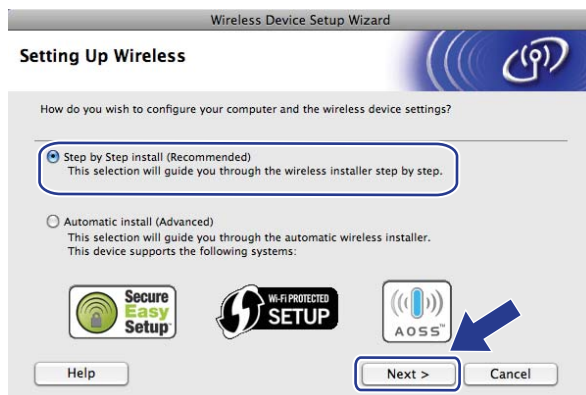 Wireless Device Setup Wizard
Setting Up Wireless
How do you wish to configure your computer and the wireless device settings?
Step by Step install (Recommended)
This selection will guide you through the wireless installer step by step.
Automatic install (Advanced)
This selection will guide you through the automatic wireless installer.
This device supports the following systems:
Secure
Easy
Setup™
Wi-Fi PROTECTED
SETUP
AOSS™
Help
Next >
Cancel